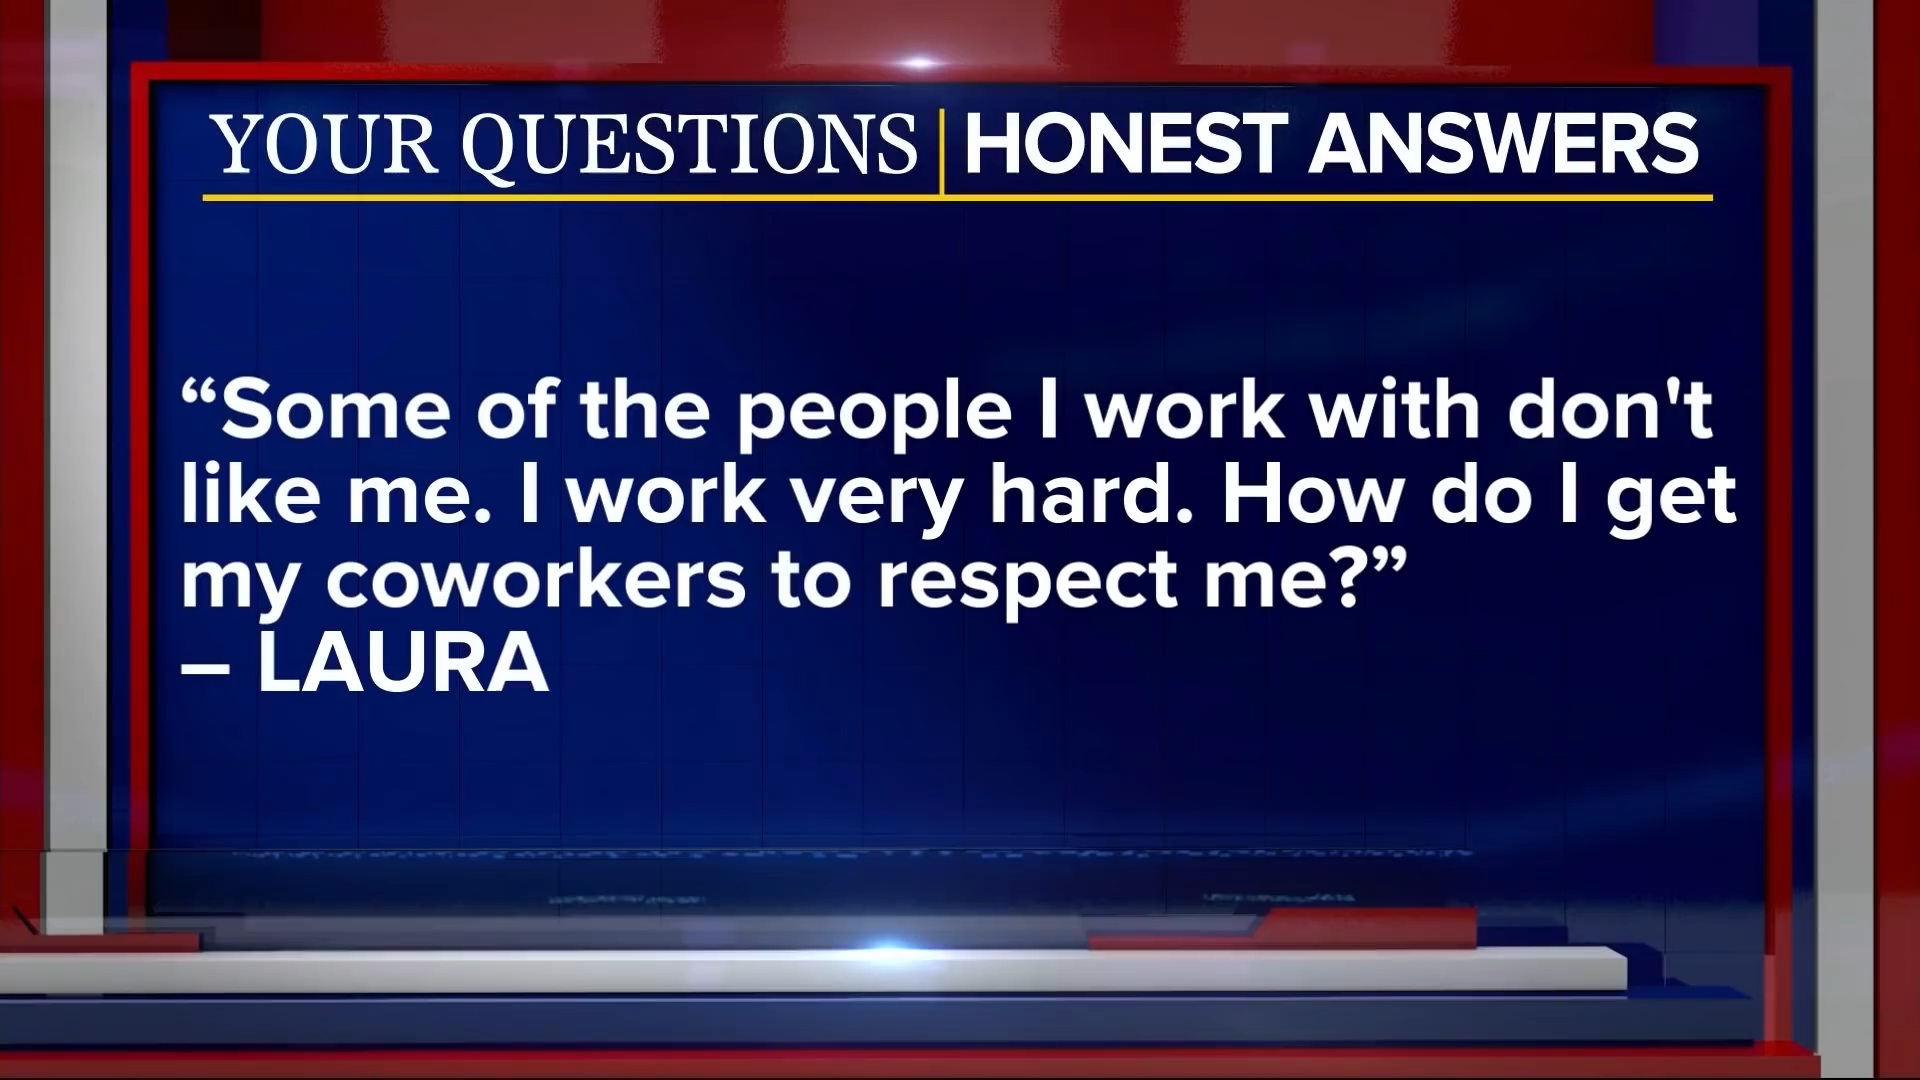 YOUR QUESTIONS | HONEST ANSWERS
“Some of the people I work with don't
like me. I work very hard. How do I get
my coworkers to respect me?”
– LAURA